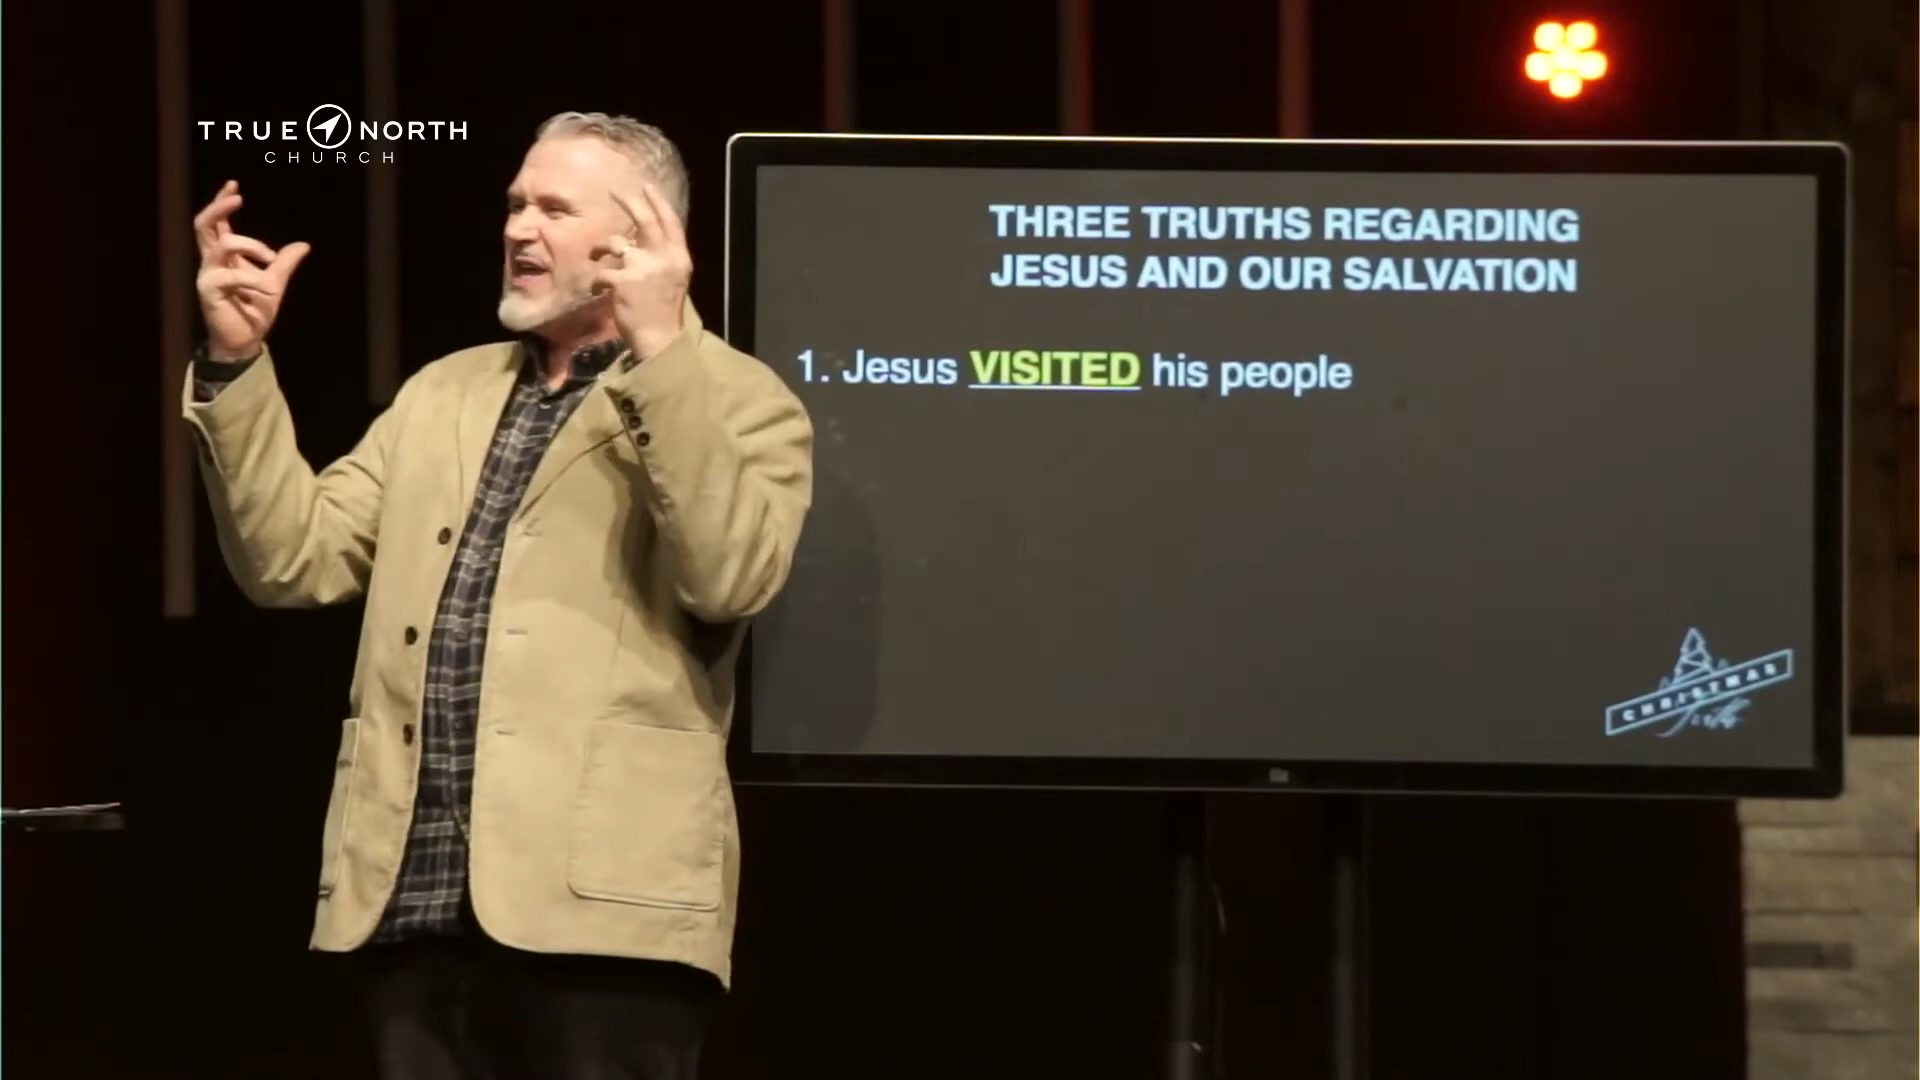 TRUE NORTH
CHURCH
THREE TRUTHS REGARDING
JESUS AND OUR SALVATION
1. Jesus VISITED his people
CHRISTMAS